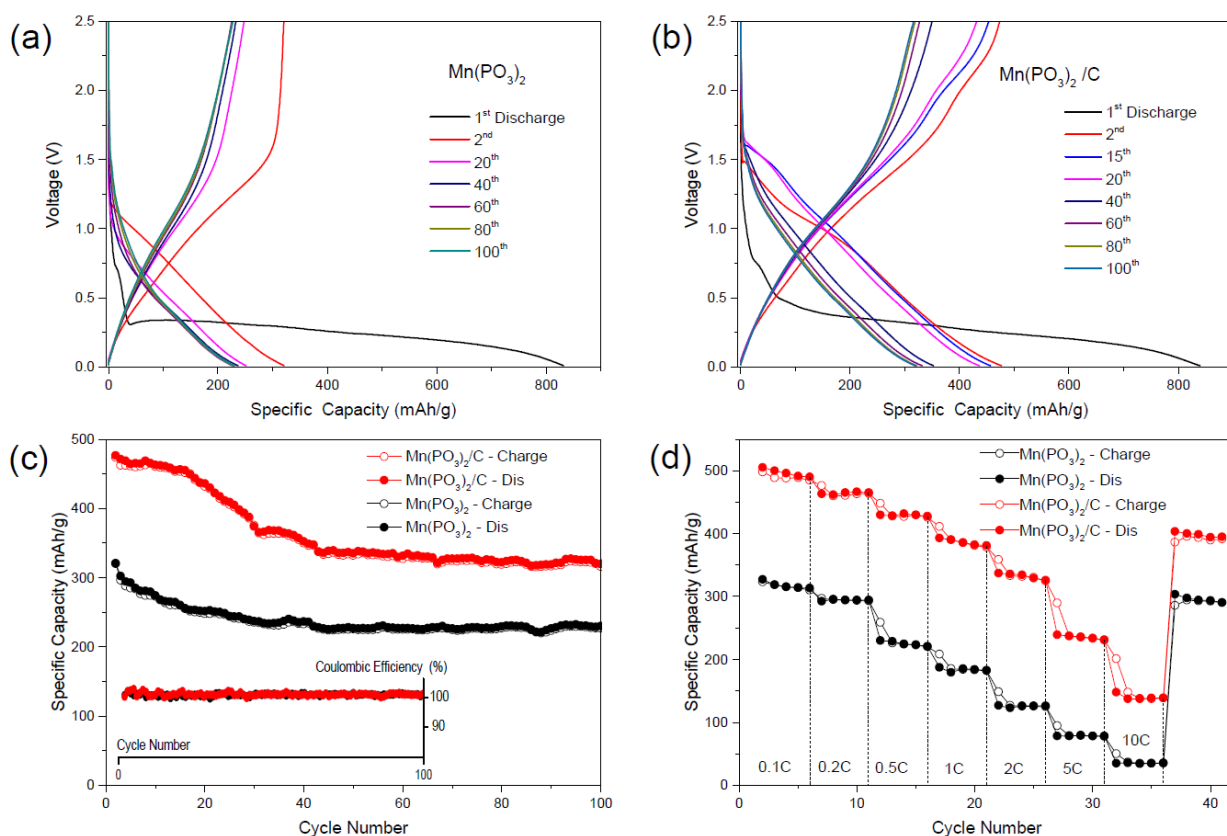 (a)
2.5
2.0
1.5
1.0
0.5
0.0
Voltage (V)
Mn(PO₃)₂
1ˢᵗ Discharge
2ⁿᵈ
20ᵗʰ
40ᵗʰ
60ᵗʰ
80ᵗʰ
100ᵗʰ
0 200 400 600 800
Specific Capacity (mAh/g)
(b)
2.5
2.0
1.5
1.0
0.5
0.0
Voltage (V)
Mn(PO₃)₂ /C
1ˢᵗ Discharge
2ⁿᵈ
15ᵗʰ
20ᵗʰ
40ᵗʰ
60ᵗʰ
80ᵗʰ
100ᵗʰ
0 200 400 600 800
Specific Capacity (mAh/g)
(c)
500
400
300
200
100
0
Specific Capacity (mAh/g)
Mn(PO₃)₂/C - Charge
Mn(PO₃)₂/C - Dis
Mn(PO₃)₂ - Charge
Mn(PO₃)₂ - Dis
Coulombic Efficiency (%)
100
90
Cycle Number
0 100
0 20 40 60 80 100
Cycle Number
(d)
500
400
300
200
100
0
Specific Capacity (mAh/g)
Mn(PO₃)₂ - Charge
Mn(PO₃)₂ - Dis
Mn(PO₃)₂/C - Charge
Mn(PO₃)₂/C - Dis
0.1C 0.2C 0.5C 1C 2C 5C 10C
0 10 20 30 40
Cycle Number